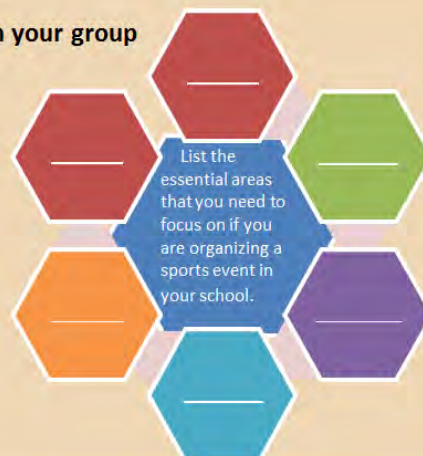 your group
List the
essential areas
that you need to
focus on if you
are organizing a
sports event in
your school.